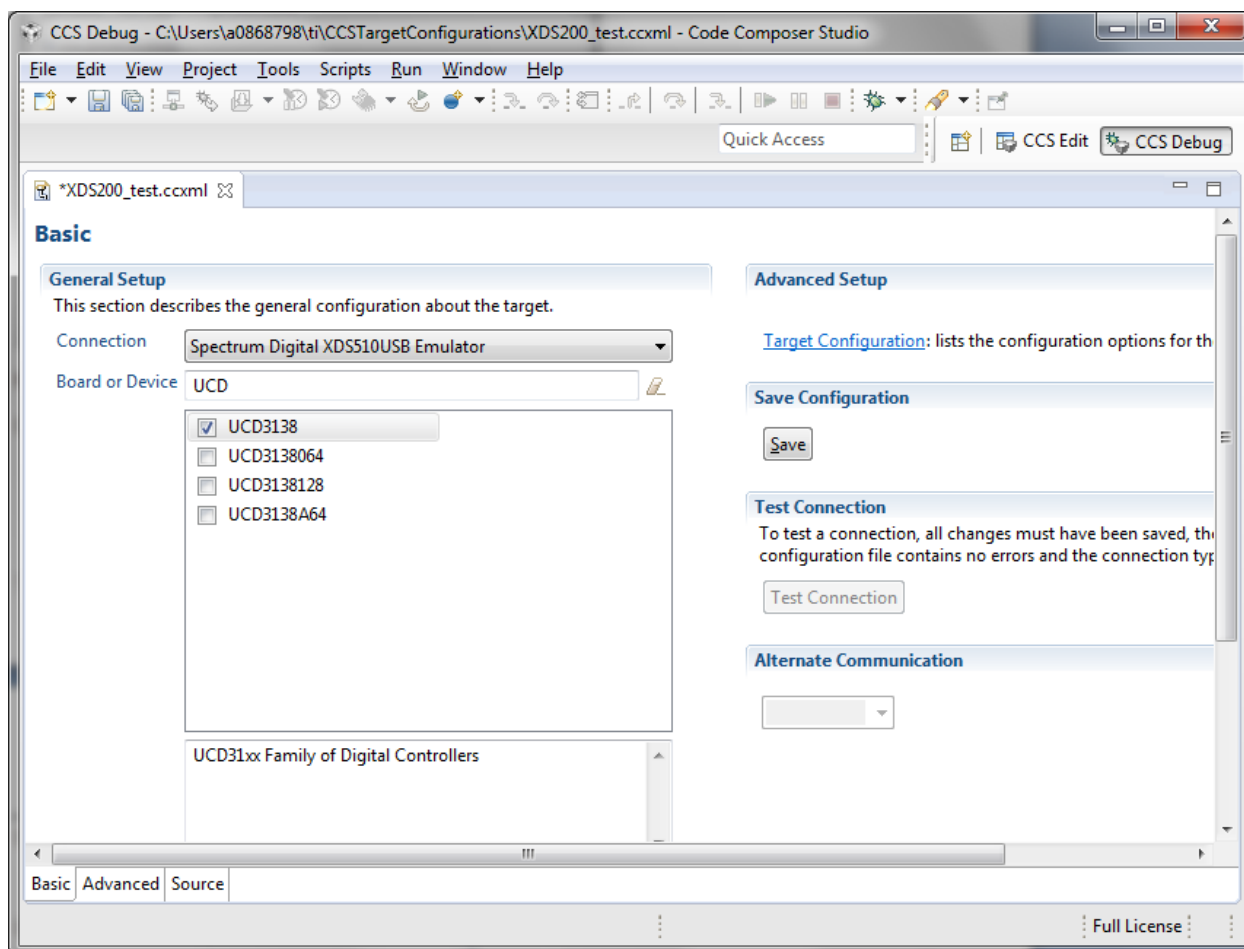 CCS Debug - C:\Users\a0868798\ti\CCSTargetConfigurations\XDS200_test.ccxml - Code Composer Studio
File Edit View Project Tools Scripts Run Window Help
Quick Access
CCS Edit
CCS Debug
*XDS200_test.ccxml
Basic
General Setup
This section describes the general configuration about the target.
Connection
Spectrum Digital XDS510USB Emulator
Board or Device
UCD
UCD3138
UCD3138064
UCD3138128
UCD3138A64
UCD31xx Family of Digital Controllers
Advanced Setup
Target Configuration: lists the configuration options for th
Save Configuration
Save
Test Connection
To test a connection, all changes must have been saved, the
configuration file contains no errors and the connection typ
Test Connection
Alternate Communication
Basic Advanced Source
Full License